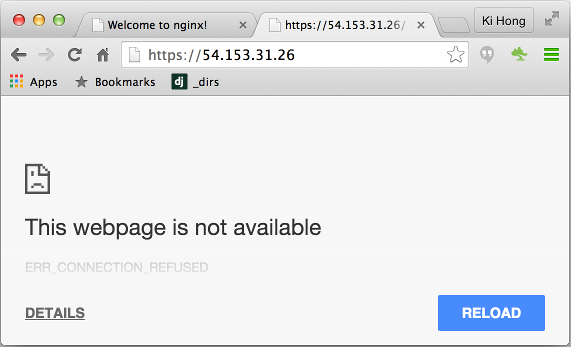 Welcome to nginx!
https://54.153.31.26/
Ki Hong
https://54.153.31.26
Apps
Bookmarks
dj
_dirs
This webpage is not available
ERR_CONNECTION_REFUSED
DETAILS
RELOAD